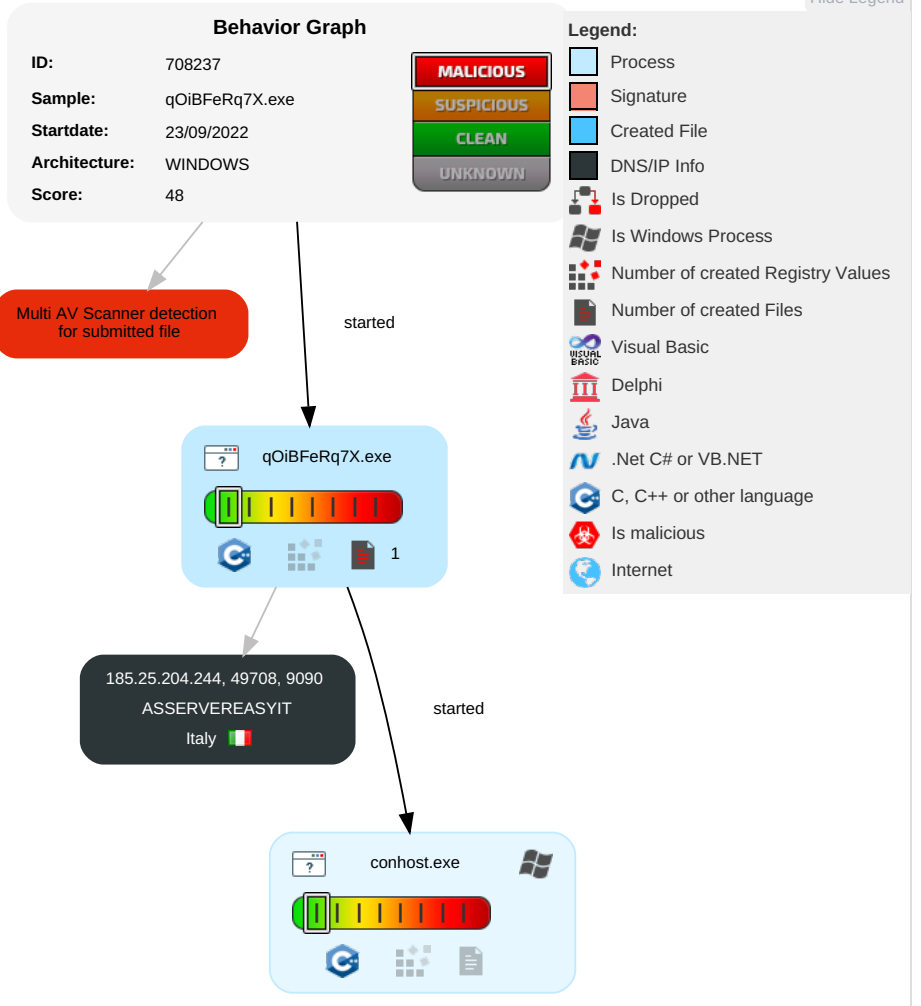 Hide Legend
Behavior Graph
ID: 708237
Sample: qOiBFeRq7X.exe
Startdate: 23/09/2022
Architecture: WINDOWS
Score: 48
MALICIOUS
SUSPICIOUS
CLEAN
UNKNOWN
Legend:
Process
Signature
Created File
DNS/IP Info
Is Dropped
Is Windows Process
Number of created Registry Values
Number of created Files
VISUAL
BASIC
Visual Basic
Delphi
Java
.Net C# or VB.NET
C, C++ or other language
Is malicious
Internet
Multi AV Scanner detection
for submitted file
started
?
qOiBFeRq7X.exe
1
185.25.204.244, 49708, 9090
ASSERVEREASYIT
Italy
started
?
conhost.exe